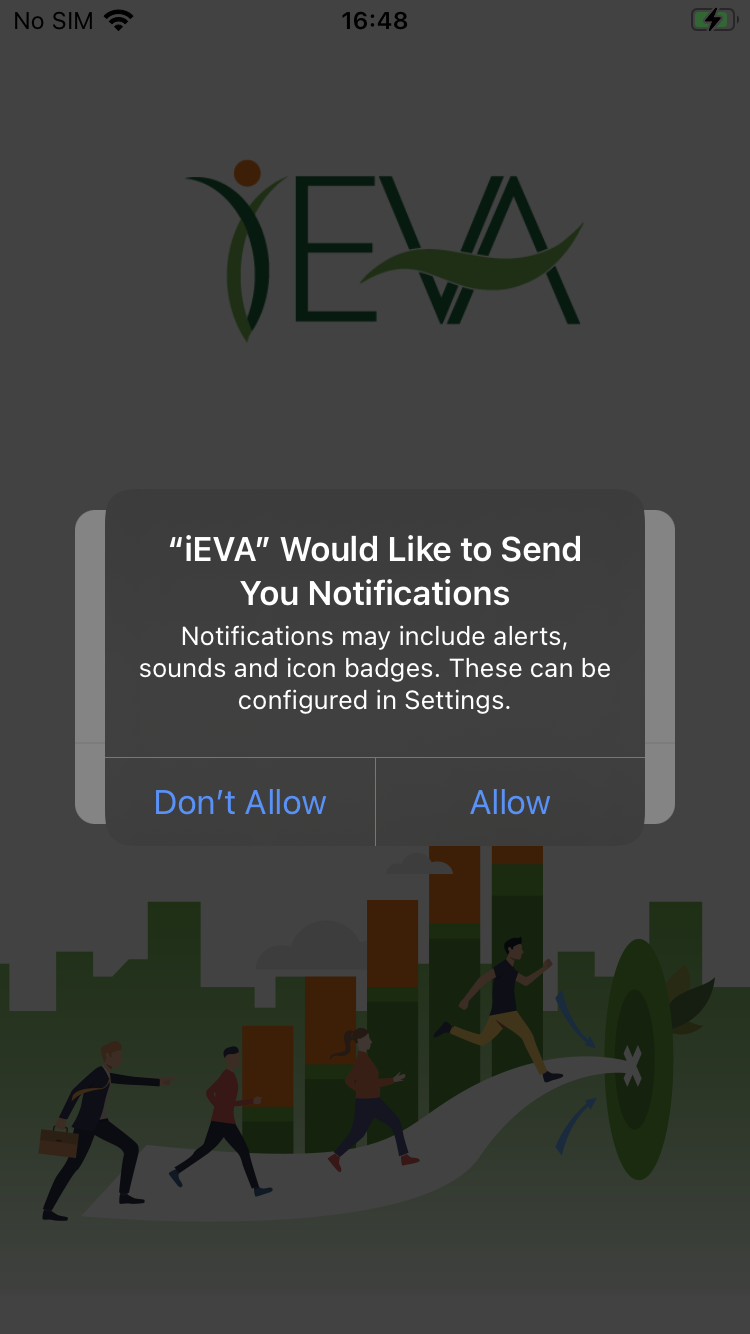 No SIM 16:48
iEVA
“iEVA” Would Like to Send
You Notifications
Notifications may include alerts,
sounds and icon badges. These can be
configured in Settings.
Don’t Allow Allow